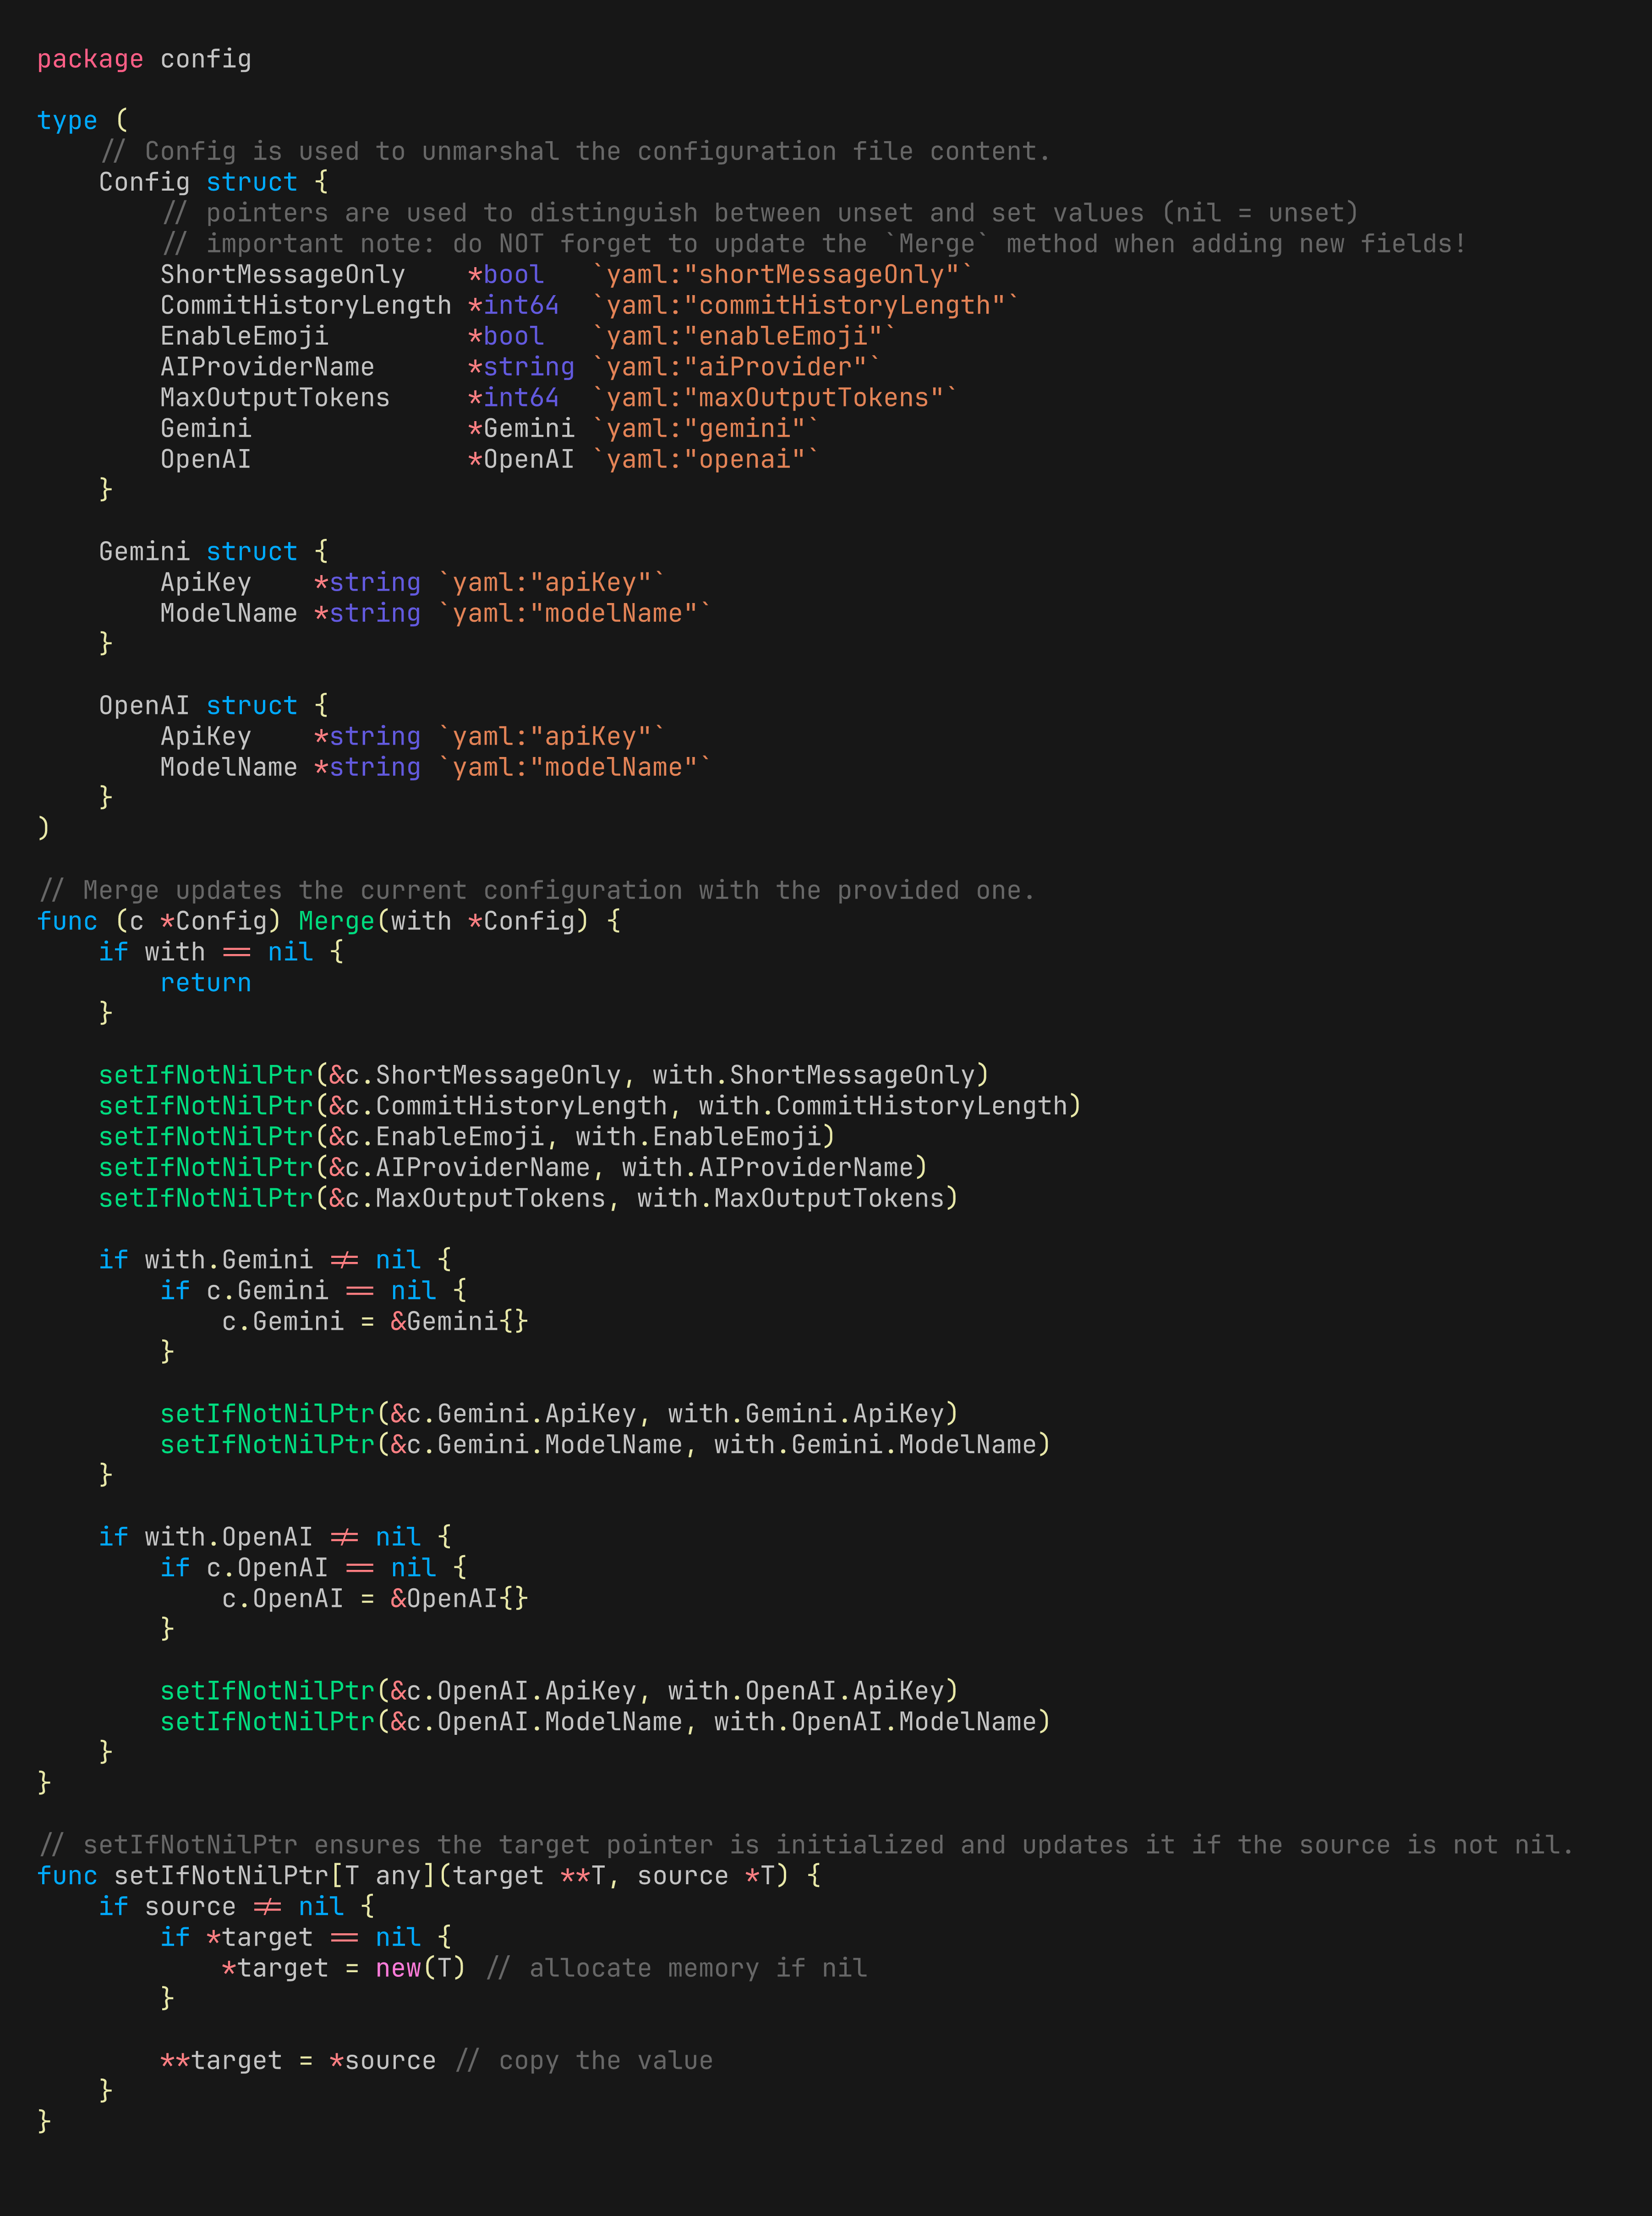 package config

type (
    // Config is used to unmarshal the configuration file content.
    Config struct {
        // pointers are used to distinguish between unset and set values (nil = unset)
        // important note: do NOT forget to update the `Merge` method when adding new fields!
        ShortMessageOnly    *bool   `yaml:"shortMessageOnly"`
        CommitHistoryLength *int64  `yaml:"commitHistoryLength"`
        EnableEmoji         *bool   `yaml:"enableEmoji"`
        AIProviderName      *string `yaml:"aiProvider"`
        MaxOutputTokens     *int64  `yaml:"maxOutputTokens"`
        Gemini              *Gemini `yaml:"gemini"`
        OpenAI              *OpenAI `yaml:"openai"`
    }

    Gemini struct {
        ApiKey    *string `yaml:"apiKey"`
        ModelName *string `yaml:"modelName"`
    }

    OpenAI struct {
        ApiKey    *string `yaml:"apiKey"`
        ModelName *string `yaml:"modelName"`
    }
)

// Merge updates the current configuration with the provided one.
func (c *Config) Merge(with *Config) {
    if with == nil {
        return
    }

    setIfNotNilPtr(&c.ShortMessageOnly, with.ShortMessageOnly)
    setIfNotNilPtr(&c.CommitHistoryLength, with.CommitHistoryLength)
    setIfNotNilPtr(&c.EnableEmoji, with.EnableEmoji)
    setIfNotNilPtr(&c.AIProviderName, with.AIProviderName)
    setIfNotNilPtr(&c.MaxOutputTokens, with.MaxOutputTokens)

    if with.Gemini != nil {
        if c.Gemini == nil {
            c.Gemini = &Gemini{}
        }

        setIfNotNilPtr(&c.Gemini.ApiKey, with.Gemini.ApiKey)
        setIfNotNilPtr(&c.Gemini.ModelName, with.Gemini.ModelName)
    }

    if with.OpenAI != nil {
        if c.OpenAI == nil {
            c.OpenAI = &OpenAI{}
        }

        setIfNotNilPtr(&c.OpenAI.ApiKey, with.OpenAI.ApiKey)
        setIfNotNilPtr(&c.OpenAI.ModelName, with.OpenAI.ModelName)
    }
}

// setIfNotNilPtr ensures the target pointer is initialized and updates it if the source is not nil.
func setIfNotNilPtr[T any](target **T, source *T) {
    if source != nil {
        if *target == nil {
            *target = new(T) // allocate memory if nil
        }

        **target = *source // copy the value
    }
}